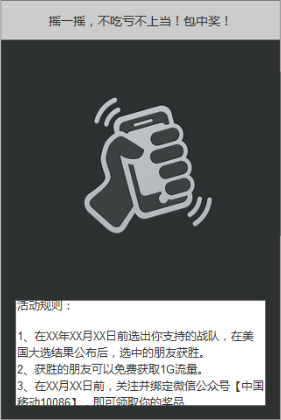 摇一摇，不吃亏不上当！包中奖！
活动规则：
1、在XX年XX月XX日前选出你支持的战队，在美
国大选结果公布后，选中的朋友获胜。
2、获胜的朋友可以免费获取1G流量。
3、在XX月XX日前，关注并绑定微信公众号【中国
移动10086】，即可领取你的奖品